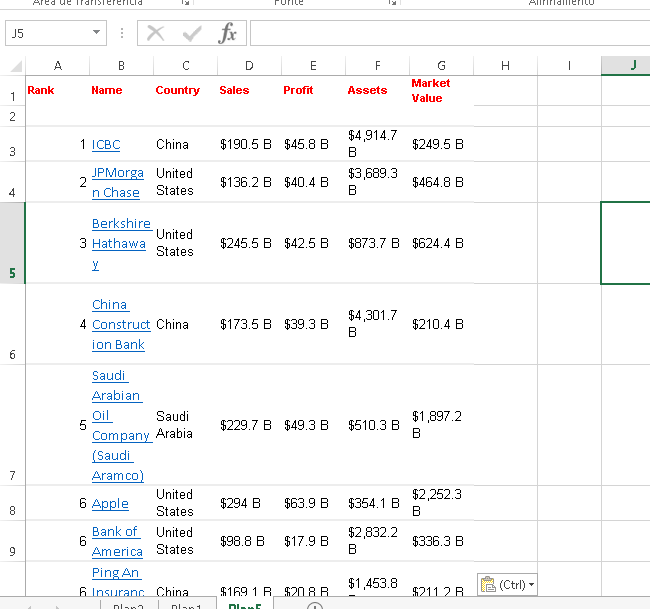 Área de Transferência Fonte Alinhamento
J5 fx
A B C D E F G H I J
1 Rank Name Country Sales Profit Assets Market Value
2
3 1 ICBC China $190.5 B $45.8 B $4,914.7 B $249.5 B
4 2 JPMorgan Chase United States $136.2 B $40.4 B $3,689.3 B $464.8 B
5 3 Berkshire Hathaway United States $245.5 B $42.5 B $873.7 B $624.4 B
6 4 China Construction Bank China $173.5 B $39.3 B $4,301.7 B $210.4 B
7 5 Saudi Arabian Oil Company (Saudi Aramco) Saudi Arabia $229.7 B $49.3 B $510.3 B $1,897.2 B
8 6 Apple United States $294 B $63.9 B $354.1 B $2,252.3 B
9 6 Bank of America United States $98.8 B $17.9 B $2,832.2 B $336.3 B
6 Ping An Insuranc China $169.1 B $20.8 B $1,453.8 $211.2 B
(Ctrl)
Plan2 Plan1 Plan5